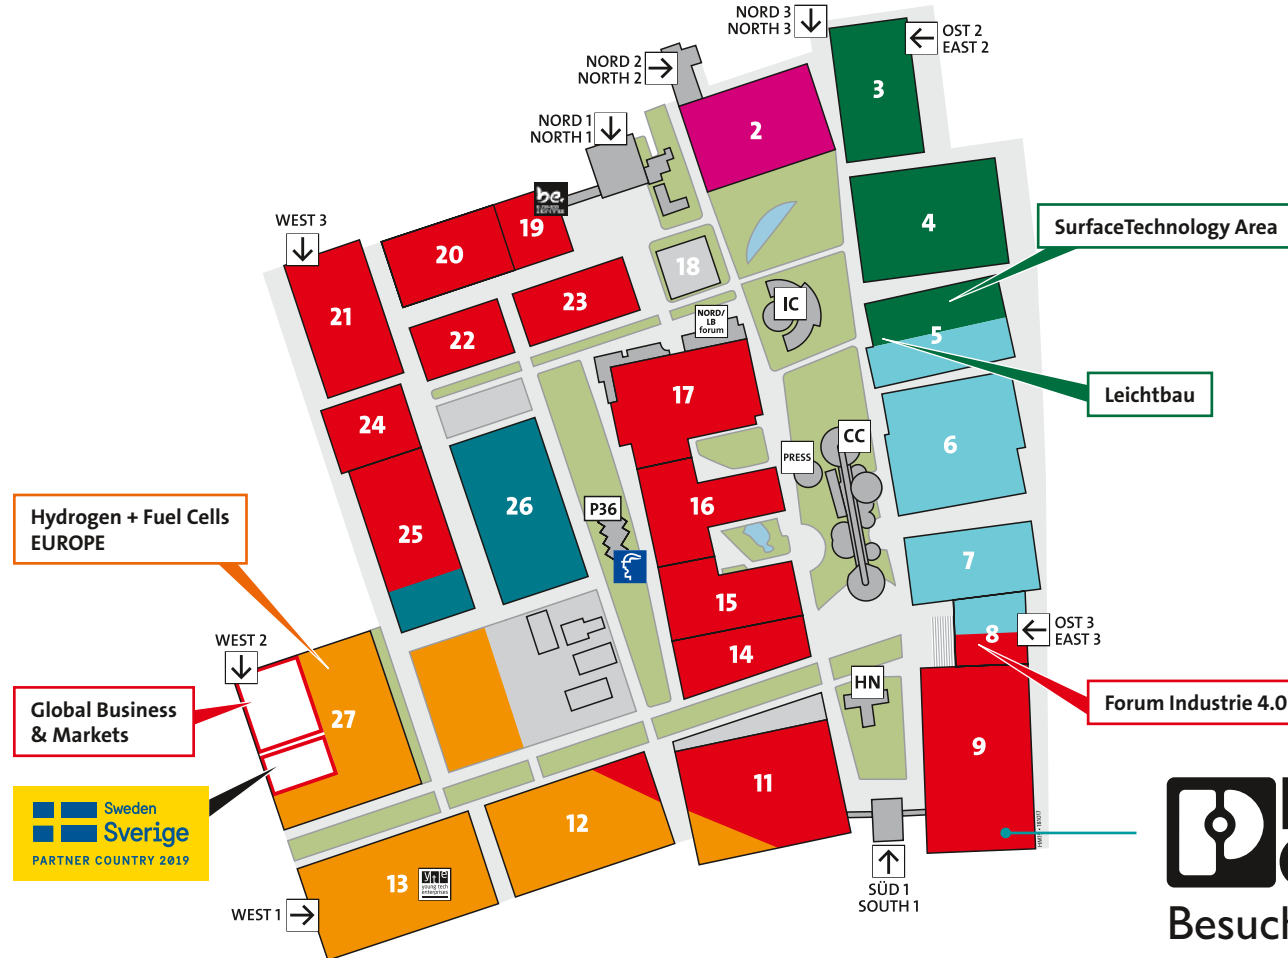 NORD 3
NORTH 3
OST 2
EAST 2
NORD 2
NORTH 2
3
2
NORD 1
NORTH 1
be.
WEST 3
19
20
4
SurfaceTechnology Area
18
21
23
22
NORD/
LB
forum
IC
5
17
Leichtbau
24
CC
6
PRESS
Hydrogen + Fuel Cells
EUROPE
26
P36
16
25
7
15
14
8
OST 3
EAST 3
WEST 2
HN
Global Business
& Markets
27
Forum Industrie 4.0
9
11
Sweden
Sverige
PARTNER COUNTRY 2019
12
13
young tech
enterprises
WEST 1
SÜD 1
SOUTH 1